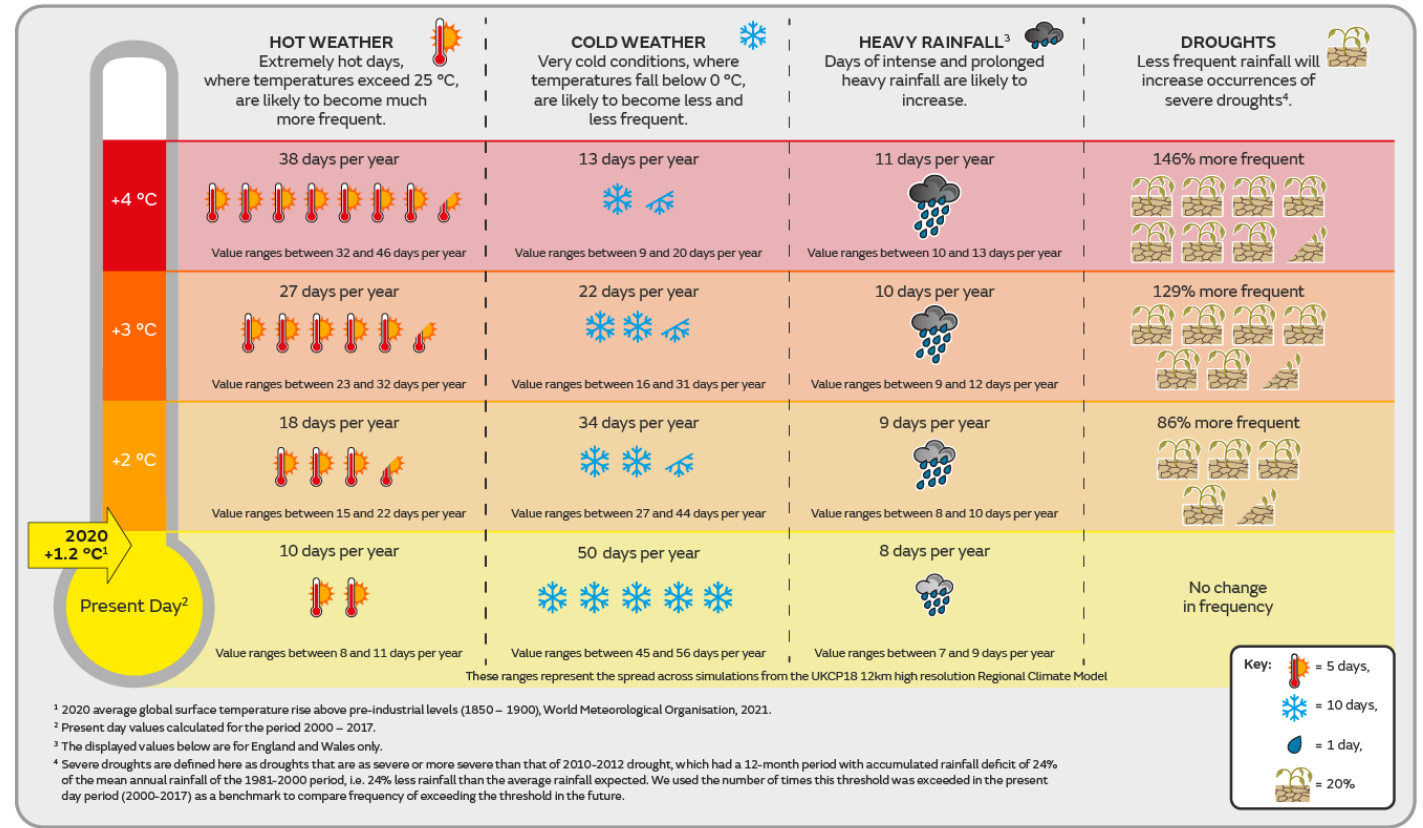 HOT WEATHER
Extremely hot days,
where temperatures exceed 25 °C,
are likely to become much
more frequent.
COLD WEATHER
Very cold conditions, where
temperatures fall below 0 °C,
are likely to become less and
less frequent.
HEAVY RAINFALL³
Days of intense and prolonged
heavy rainfall are likely to
increase.
DROUGHTS
Less frequent rainfall will
increase occurrences of
severe droughts⁴.
+4 °C
38 days per year
Value ranges between 32 and 46 days per year
13 days per year
Value ranges between 9 and 20 days per year
11 days per year
Value ranges between 10 and 13 days per year
146% more frequent
+3 °C
27 days per year
Value ranges between 23 and 32 days per year
22 days per year
Value ranges between 16 and 31 days per year
10 days per year
Value ranges between 9 and 12 days per year
129% more frequent
+2 °C
18 days per year
Value ranges between 15 and 22 days per year
34 days per year
Value ranges between 27 and 44 days per year
9 days per year
Value ranges between 8 and 10 days per year
86% more frequent
2020
+1.2 °C¹
Present Day²
10 days per year
Value ranges between 8 and 11 days per year
50 days per year
Value ranges between 45 and 56 days per year
8 days per year
Value ranges between 7 and 9 days per year
No change
in frequency
These ranges represent the spread across simulations from the UKCP18 12km high resolution Regional Climate Model
Key:
= 5 days,
= 10 days,
= 1 day,
= 20%
¹ 2020 average global surface temperature rise above pre-industrial levels (1850 – 1900), World Meteorological Organisation, 2021.
² Present day values calculated for the period 2000 – 2017.
³ The displayed values below are for England and Wales only.
⁴ Severe droughts are defined here as droughts that are as severe or more severe than that of 2010-2012 drought, which had a 12-month period with accumulated rainfall deficit of 24%
of the mean annual rainfall of the 1981-2000 period, i.e. 24% less rainfall than the average rainfall expected. We used the number of times this threshold was exceeded in the present
day period (2000-2017) as a benchmark to compare frequency of exceeding the threshold in the future.